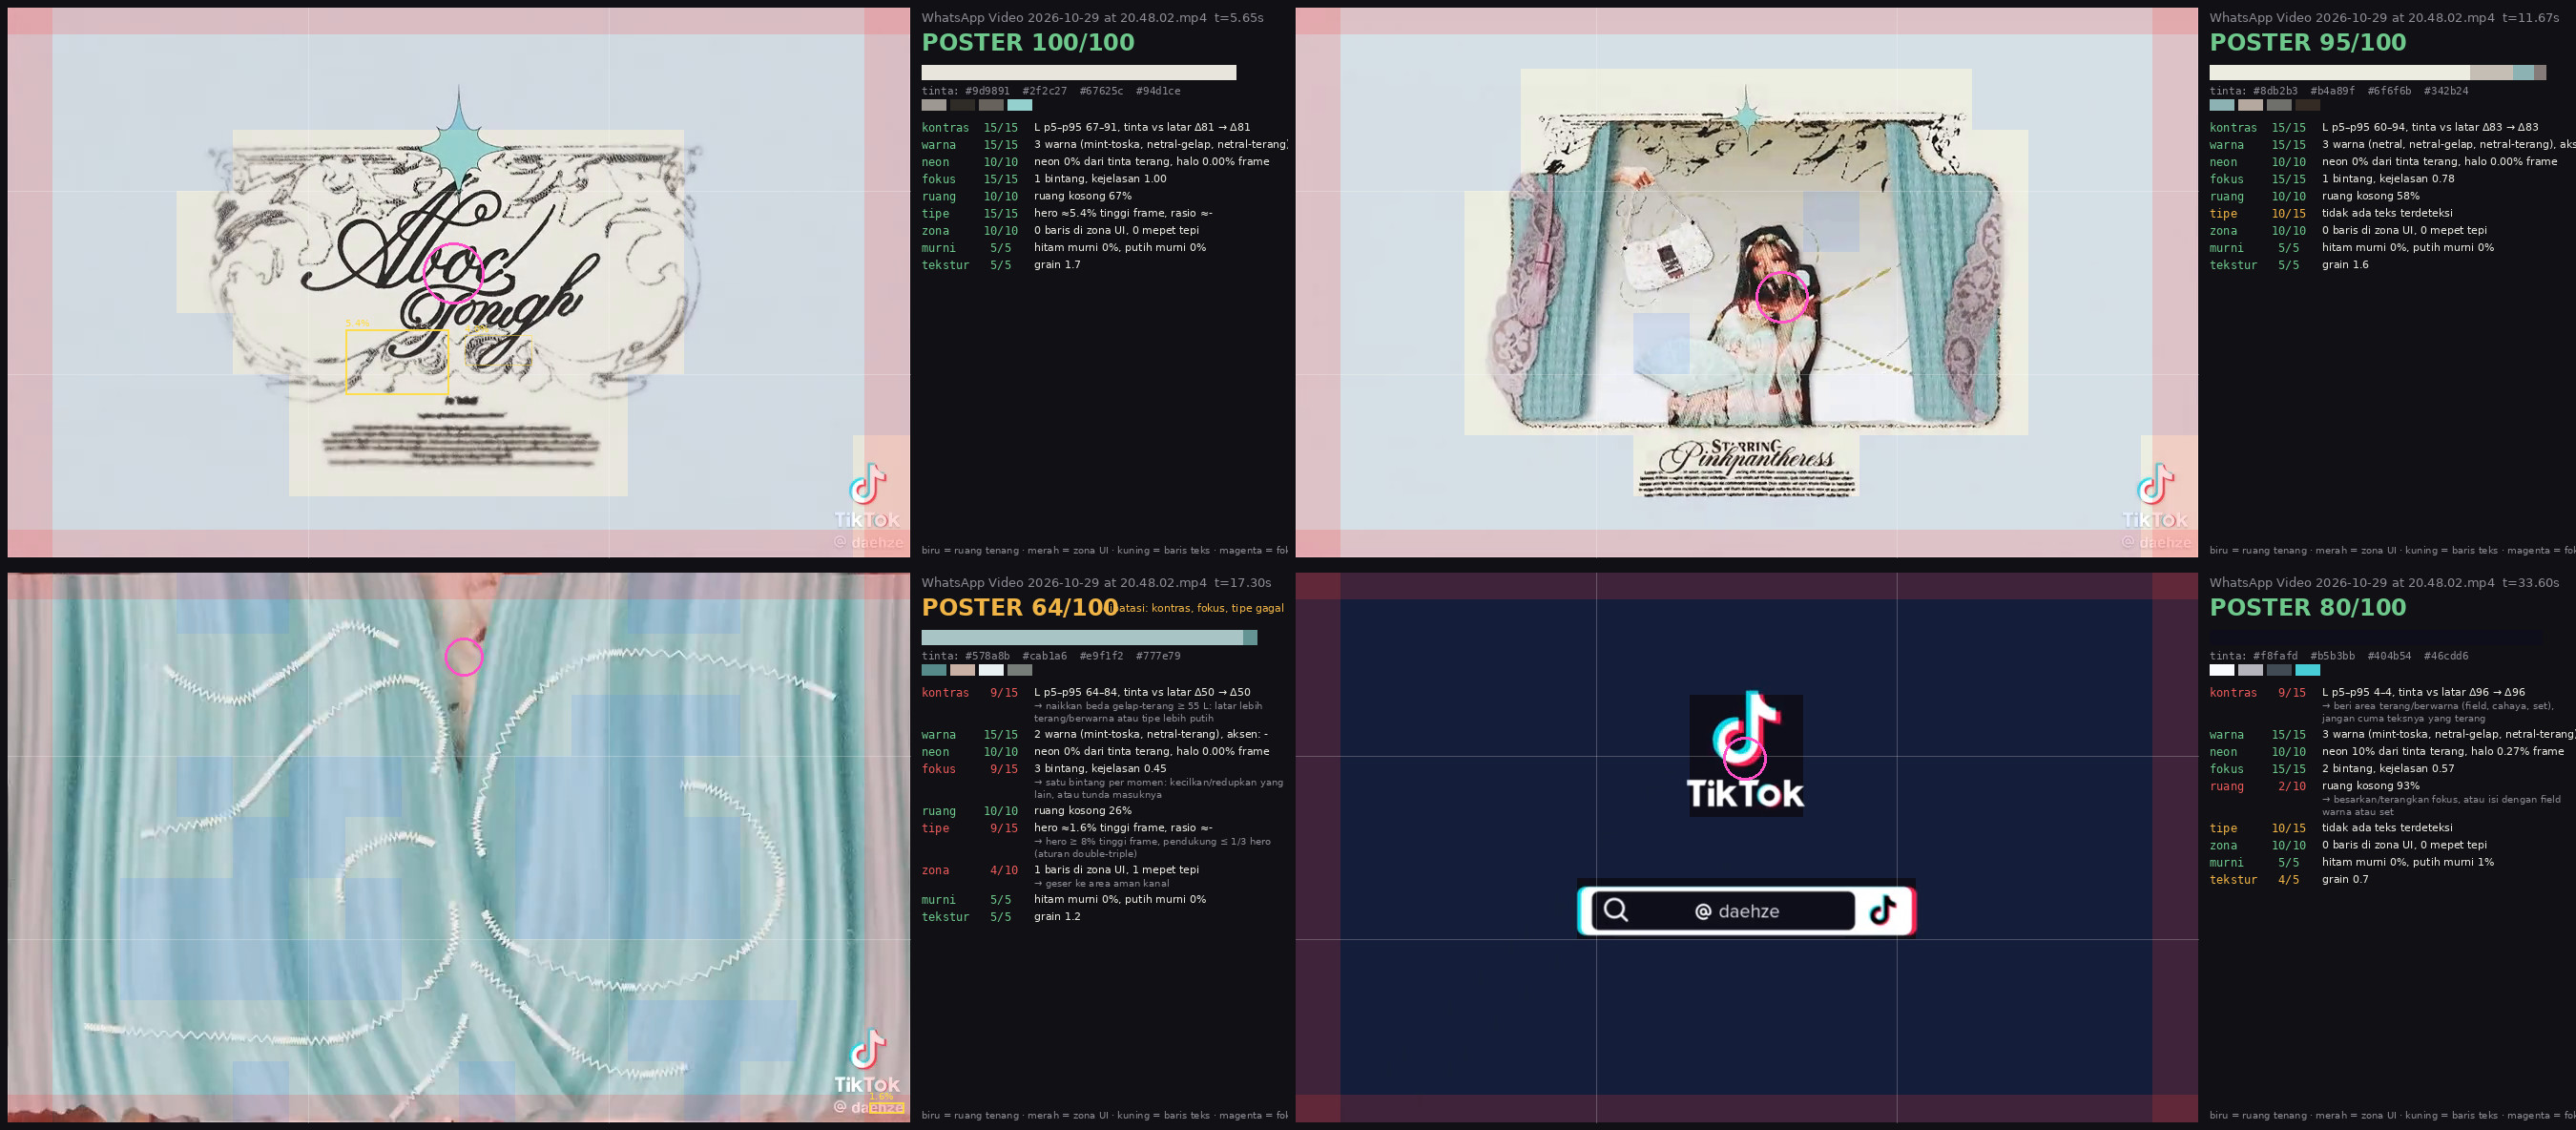 WhatsApp Video 2026-10-29 at 20.48.02.mp4 t=5.65s
POSTER 100/100
tinta: #9d9891 #2f2c27 #67625c #94d1ce
kontras 15/15 L p5–p95 67–91, tinta vs latar Δ81 → Δ81
warna 15/15 3 warna (mint-toska, netral-gelap, netral-terang)
neon 10/10 neon 0% dari tinta terang, halo 0.00% frame
fokus 15/15 1 bintang, kejelasan 1.00
ruang 10/10 ruang kosong 67%
tipe 15/15 hero ≈5.4% tinggi frame, rasio ≈-
zona 10/10 0 baris di zona UI, 0 mepet tepi
murni 5/5 hitam murni 0%, putih murni 0%
tekstur 5/5 grain 1.7
5.4%
TikTok
@ daehze
biru = ruang tenang · merah = zona UI · kuning = baris teks · magenta = fok
WhatsApp Video 2026-10-29 at 20.48.02.mp4 t=11.67s
POSTER 95/100
tinta: #8db2b3 #b4a89f #6f6f6b #342b24
kontras 15/15 L p5–p95 60–94, tinta vs latar Δ83 → Δ83
warna 15/15 3 warna (netral, netral-gelap, netral-terang), aks
neon 10/10 neon 0% dari tinta terang, halo 0.00% frame
fokus 15/15 1 bintang, kejelasan 0.78
ruang 10/10 ruang kosong 58%
tipe 10/15 tidak ada teks terdeteksi
zona 10/10 0 baris di zona UI, 0 mepet tepi
murni 5/5 hitam murni 0%, putih murni 0%
tekstur 5/5 grain 1.6
STARRING
Pinkpantheress
TikTok
@ daehze
biru = ruang tenang · merah = zona UI · kuning = baris teks · magenta = fok
WhatsApp Video 2026-10-29 at 20.48.02.mp4 t=17.30s
POSTER 64/100 atasi: kontras, fokus, tipe gagal
tinta: #578a8b #cab1a6 #e9f1f2 #777e79
kontras 9/15 L p5–p95 64–84, tinta vs latar Δ50 → Δ50
→ naikkan beda gelap-terang ≥ 55 L: latar lebih
terang/berwarna atau tipe lebih putih
warna 15/15 2 warna (mint-toska, netral-terang), aksen: -
neon 10/10 neon 0% dari tinta terang, halo 0.00% frame
fokus 9/15 3 bintang, kejelasan 0.45
→ satu bintang per momen: kecilkan/redupkan yang
lain, atau tunda masuknya
ruang 10/10 ruang kosong 26%
tipe 9/15 hero ≈1.6% tinggi frame, rasio ≈-
→ hero ≥ 8% tinggi frame, pendukung ≤ 1/3 hero
(aturan double-triple)
zona 4/10 1 baris di zona UI, 1 mepet tepi
→ geser ke area aman kanal
murni 5/5 hitam murni 0%, putih murni 0%
tekstur 5/5 grain 1.2
TikTok
1.6%
@ daehze
biru = ruang tenang · merah = zona UI · kuning = baris teks · magenta = fok
WhatsApp Video 2026-10-29 at 20.48.02.mp4 t=33.60s
POSTER 80/100
tinta: #f8fafd #b5b3bb #404b54 #46cdd6
kontras 9/15 L p5–p95 4–4, tinta vs latar Δ96 → Δ96
→ beri area terang/berwarna (field, cahaya, set),
jangan cuma teksnya yang terang
warna 15/15 3 warna (mint-toska, netral-gelap, netral-terang)
neon 10/10 neon 10% dari tinta terang, halo 0.27% frame
fokus 15/15 2 bintang, kejelasan 0.57
ruang 2/10 ruang kosong 93%
→ besarkan/terangkan fokus, atau isi dengan field
warna atau set
tipe 10/15 tidak ada teks terdeteksi
zona 10/10 0 baris di zona UI, 0 mepet tepi
murni 5/5 hitam murni 0%, putih murni 1%
tekstur 4/5 grain 0.7
TikTok
@ daehze
biru = ruang tenang · merah = zona UI · kuning = baris teks · magenta = fok